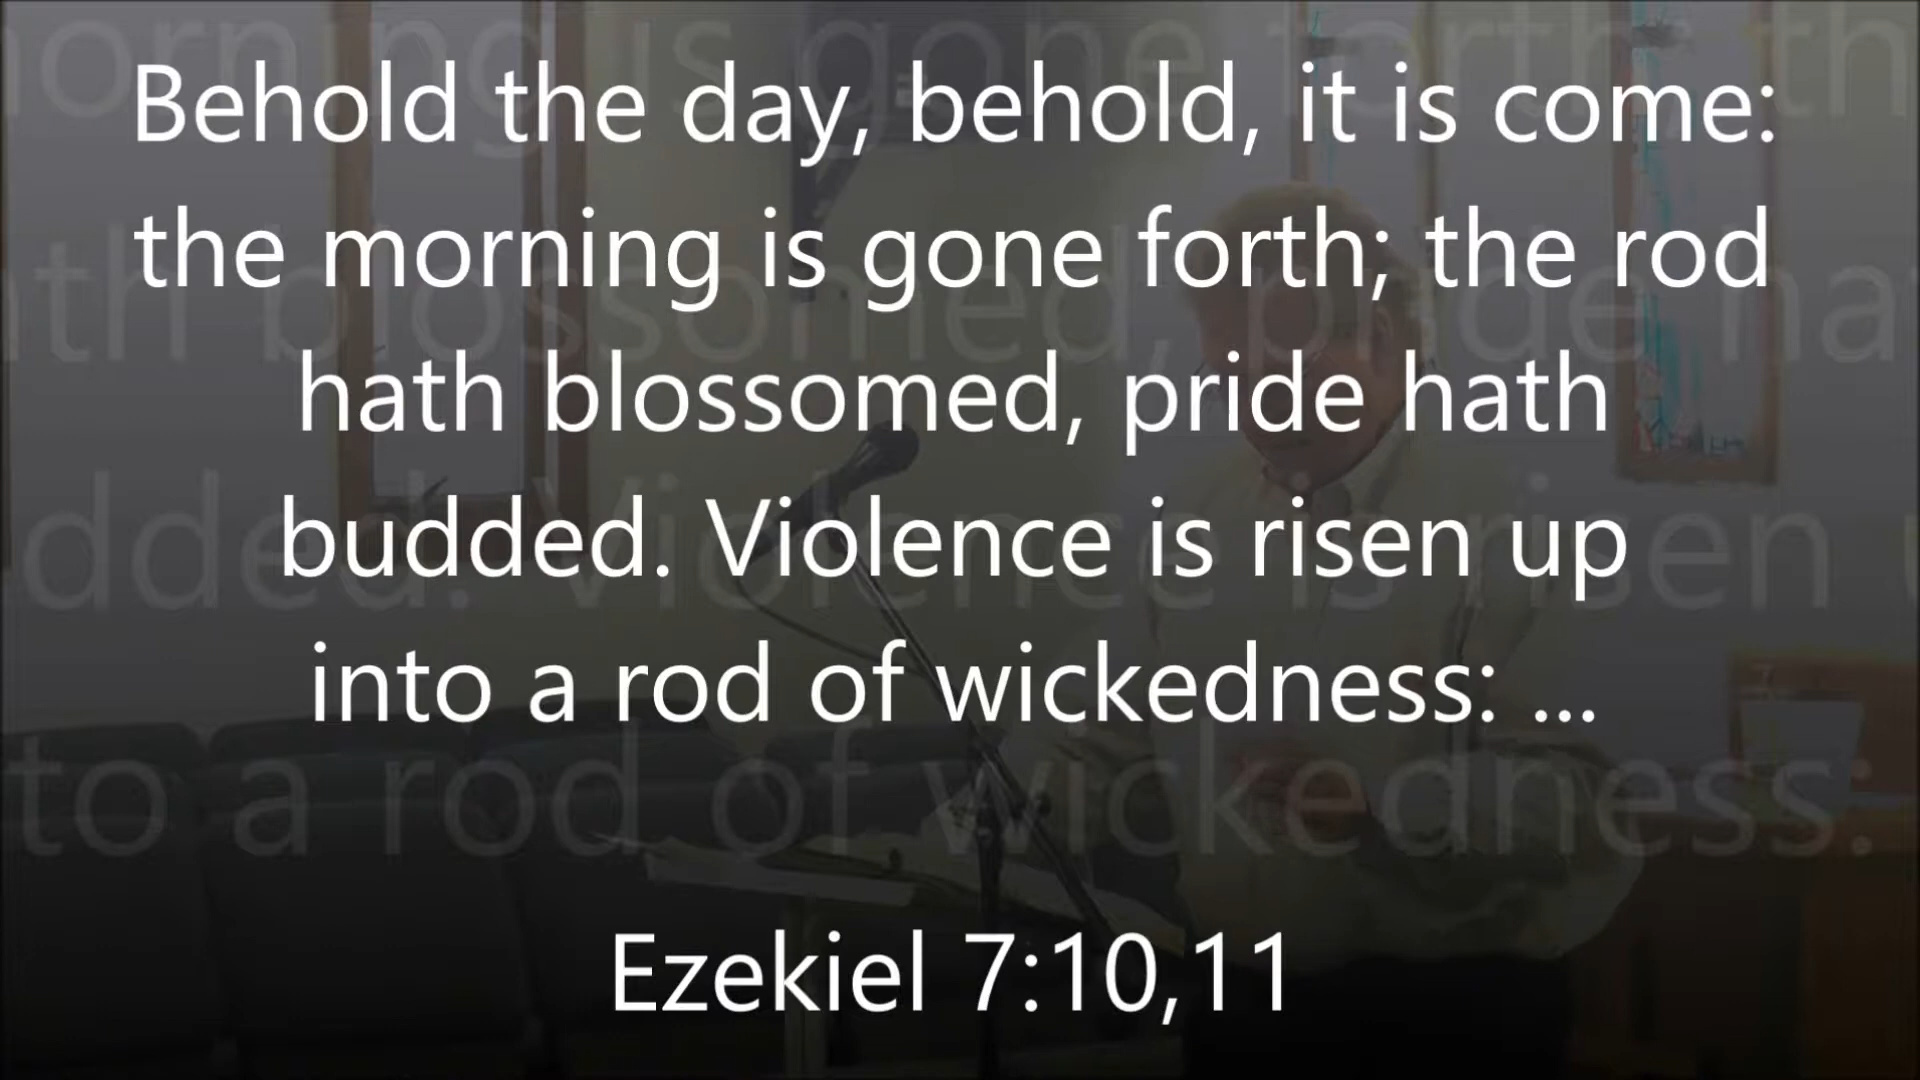 Behold the day, behold, it is come:
the morning is gone forth; the rod
hath blossomed, pride hath
budded. Violence is risen up
into a rod of wickedness: ...
Ezekiel 7:10,11